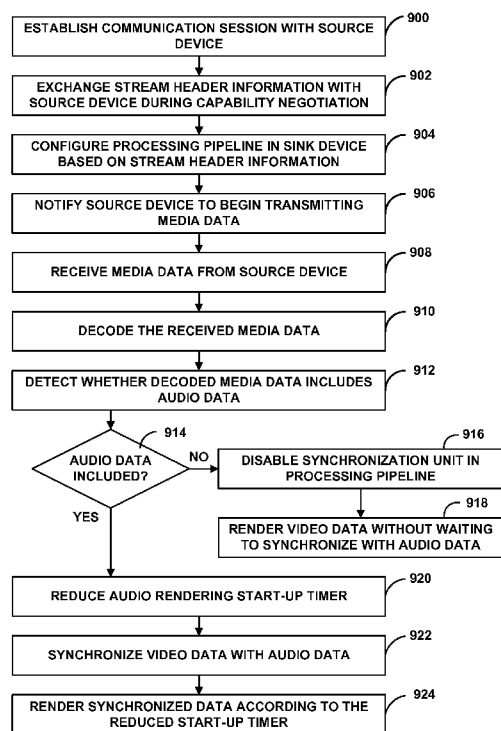 ESTABLISH COMMUNICATION SESSION WITH SOURCE
DEVICE
900
EXCHANGE STREAM HEADER INFORMATION WITH
SOURCE DEVICE DURING CAPABILITY NEGOTIATION
902
CONFIGURE PROCESSING PIPELINE IN SINK DEVICE
BASED ON STREAM HEADER INFORMATION
904
NOTIFY SOURCE DEVICE TO BEGIN TRANSMITTING
MEDIA DATA
906
RECEIVE MEDIA DATA FROM SOURCE DEVICE
908
DECODE THE RECEIVED MEDIA DATA
910
DETECT WHETHER DECODED MEDIA DATA INCLUDES
AUDIO DATA
912
914
AUDIO DATA
INCLUDED?
NO
YES
916
DISABLE SYNCHRONIZATION UNIT IN
PROCESSING PIPELINE
918
RENDER VIDEO DATA WITHOUT WAITING
TO SYNCHRONIZE WITH AUDIO DATA
920
REDUCE AUDIO RENDERING START-UP TIMER
922
SYNCHRONIZE VIDEO DATA WITH AUDIO DATA
924
RENDER SYNCHRONIZED DATA ACCORDING TO THE
REDUCED START-UP TIMER